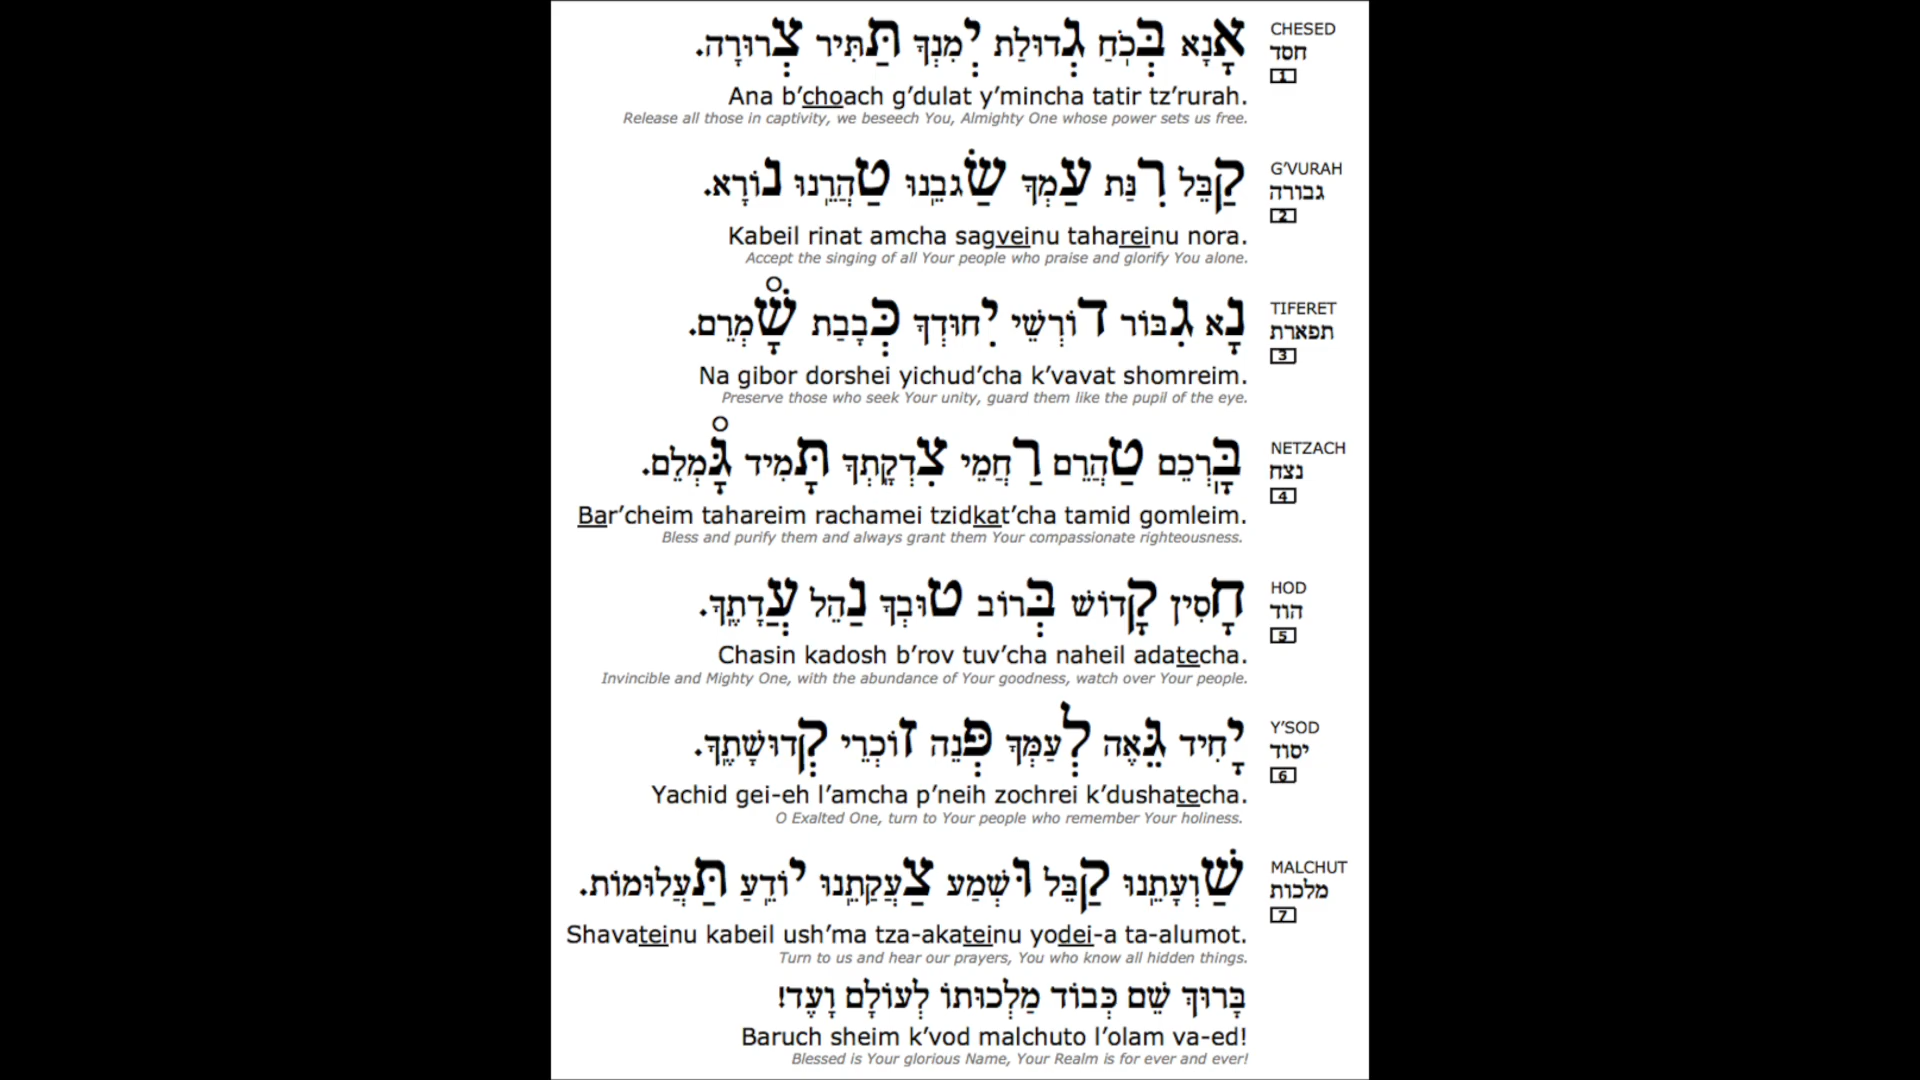 אָנָא בְּכֹֽחַ גְּדוּלַת יְמִנְךָ תַּתִּיר צְרוּרָה.
CHESED
חסד
1
Ana b’choach g’dulat y’mincha tatir tz’rurah.
Release all those in captivity, we beseech You, Almighty One whose power sets us free.
קַבֵּל רִנַּת עַמְךָ שַׂגבֵֽנוּ טַהֲרֵֽנוּ נוֹרָא.
G’VURAH
גבורה
2
Kabeil rinat amcha sagveinu tahareinu nora.
Accept the singing of all Your people who praise and glorify You alone.
נָא גִבּוֹר דוֹרְשֵׁי יִחוּדְךָ כְּבָבַת שָׁמְרֵם.
TIFERET
תפארת
3
Na gibor dorshei yichud’cha k’vavat shomreim.
Preserve those who seek Your unity, guard them like the pupil of the eye.
בָּֽרְכֵם טַהֲרֵם רַחֲמֵי צִדְקָֽתְךָ תָּמִיד גָּמְלֵם.
NETZACH
נצח
4
Bar’cheim tahareim rachamei tzidkat’cha tamid gomleim.
Bless and purify them and always grant them Your compassionate righteousness.
חָסִין קָדוֹשׁ בְּרוֹב טוּבְךָ נַהֵל עֲדָתֶֽךָ.
HOD
הוד
5
Chasin kadosh b’rov tuv’cha naheil adatecha.
Invincible and Mighty One, with the abundance of Your goodness, watch over Your people.
יָחִיד גֵּאֶה לְעַמְּךָ פְּנֵה זוֹכְרֵי קְדוּשָׁתֶֽךָ.
Y’SOD
יסוד
6
Yachid gei-eh l’amcha p’neih zochrei k’dushatecha.
O Exalted One, turn to Your people who remember Your holiness.
שַׁוְעָתֵֽנוּ קַבֵּל וּשְׁמַע צַעֲקַתֵֽנוּ יוֹדֵֽעַ תַּעֲלוּמוֹת.
MALCHUT
מלכות
7
Shavateinu kabeil ush’ma tza-akateinu yodei-a ta-alumot.
Turn to us and hear our prayers, You who know all hidden things.
בָּרוּךְ שֵׁם כְּבוֹד מַלְכוּתוֹ לְעוֹלָם וָעֶד!
Baruch sheim k’vod malchuto l’olam va-ed!
Blessed is Your glorious Name, Your Realm is for ever and ever!